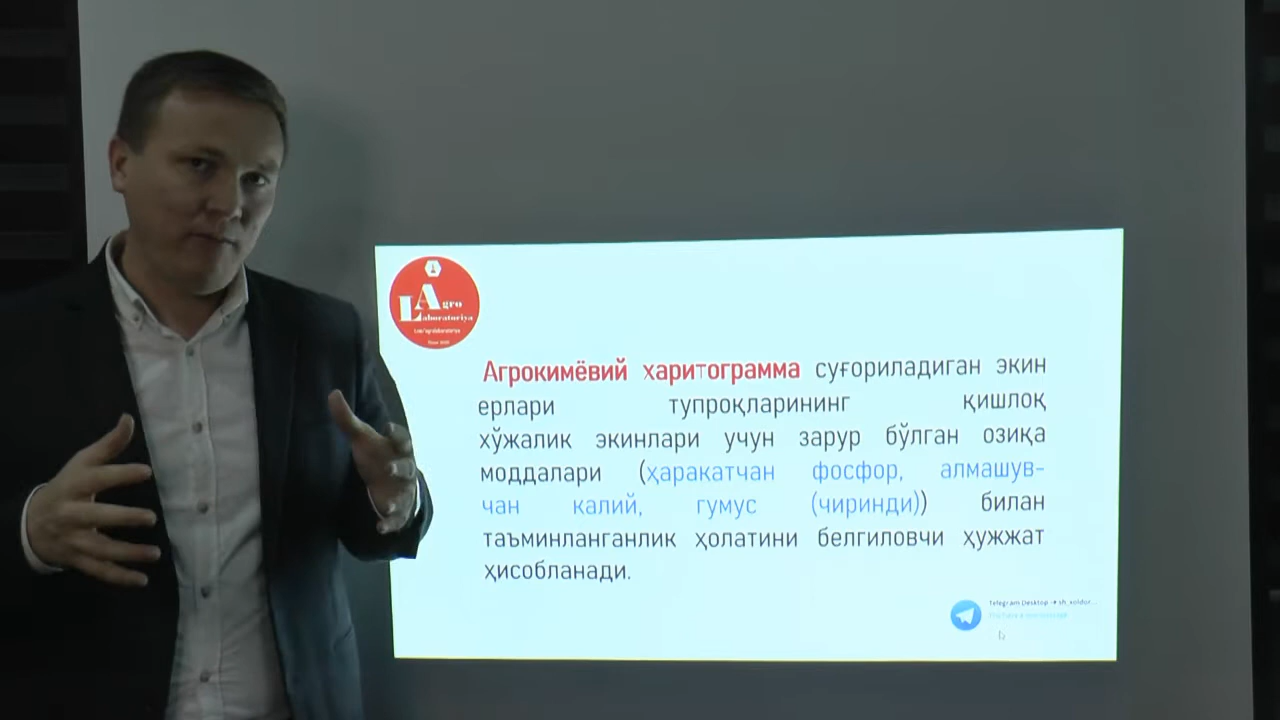 Agro
Laboratoriya
Агрокимёвий харитограмма суғориладиган экин
ерлари тупроқларининг қишлоқ
хўжалик экинлари учун зарур бўлган озиқа
моддалари (ҳаракатчан фосфор, алмашув-
чан калий, гумус (чиринди)) билан
таъминланганлик ҳолатини белгиловчи ҳужжат
ҳисобланади.
Telegram Desktop